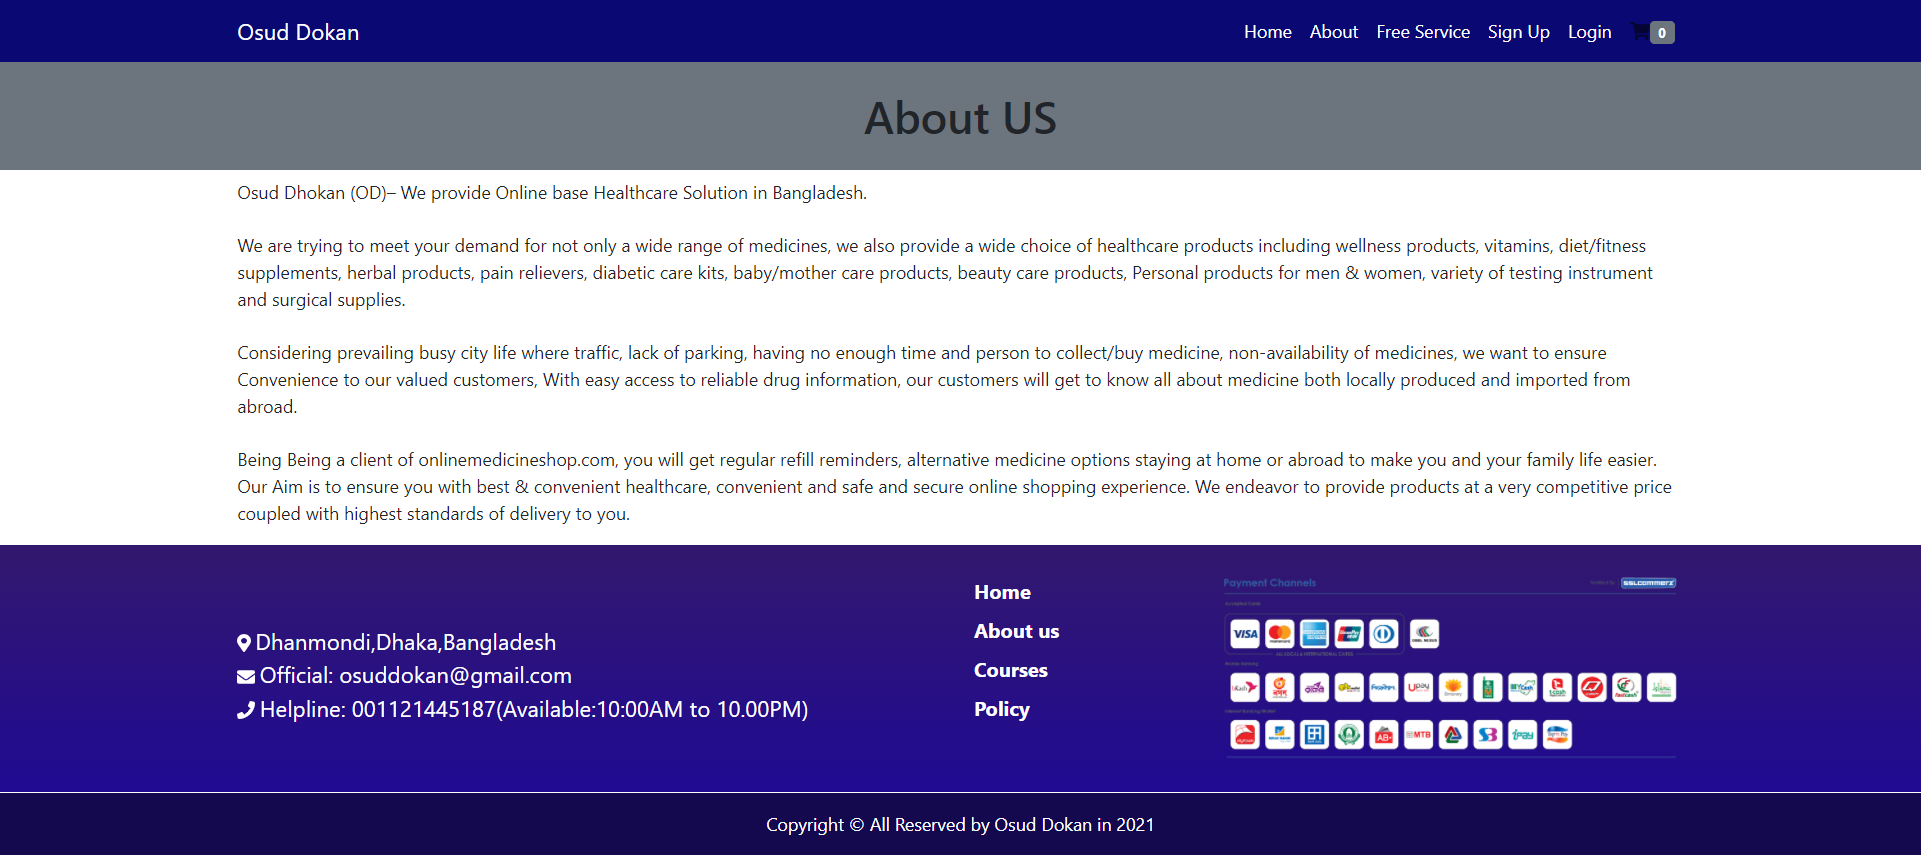 Osud Dokan
Home About Free Service Sign Up Login 0
About US
Osud Dhokan (OD)– We provide Online base Healthcare Solution in Bangladesh.
We are trying to meet your demand for not only a wide range of medicines, we also provide a wide choice of healthcare products including wellness products, vitamins, diet/fitness
supplements, herbal products, pain relievers, diabetic care kits, baby/mother care products, beauty care products, Personal products for men & women, variety of testing instrument
and surgical supplies.
Considering prevailing busy city life where traffic, lack of parking, having no enough time and person to collect/buy medicine, non-availability of medicines, we want to ensure
Convenience to our valued customers, With easy access to reliable drug information, our customers will get to know all about medicine both locally produced and imported from
abroad.
Being Being a client of onlinemedicineshop.com, you will get regular refill reminders, alternative medicine options staying at home or abroad to make you and your family life easier.
Our Aim is to ensure you with best & convenient healthcare, convenient and safe and secure online shopping experience. We endeavor to provide products at a very competitive price
coupled with highest standards of delivery to you.
Dhanmondi,Dhaka,Bangladesh
Official: osuddokan@gmail.com
Helpline: 001121445187(Available:10:00AM to 10.00PM)
Home
About us
Courses
Policy
Payment Channels
SSLCOMMERZ
VISA
Upay
MYCash
AB
MTB
Copyright © All Reserved by Osud Dokan in 2021